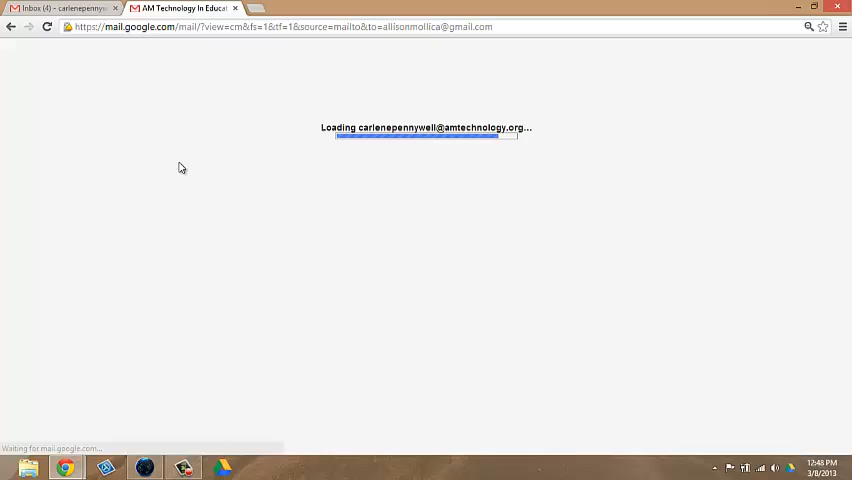 Inbox (4) - carlenepennyw
AM Technology In Educat
https://mail.google.com/mail/?view=cm&fs=1&tf=1&source=mailto&to=allisonmollica@gmail.com
Loading carlenepennywell@amtechnology.org...
Waiting for mail.google.com...
12:48 PM
3/8/2013